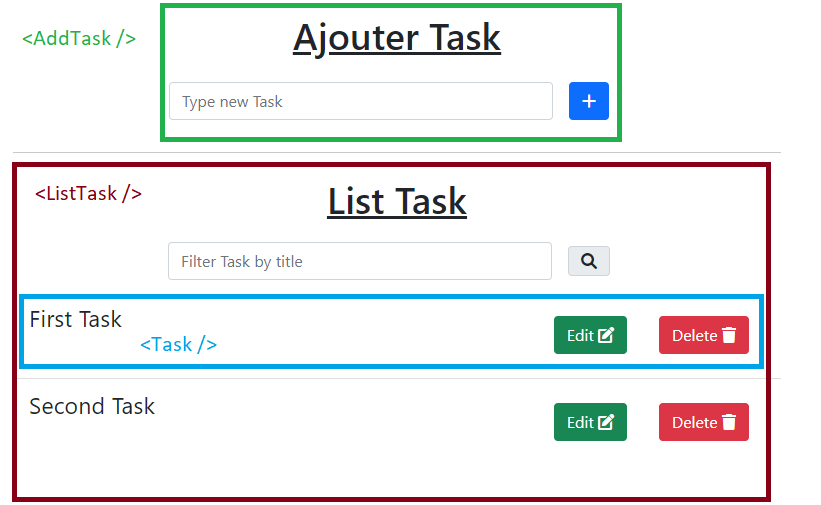 <AddTask />
Ajouter Task
Type new Task
<ListTask />
List Task
Filter Task by title
First Task
<Task />
Edit
Delete
Second Task
Edit
Delete